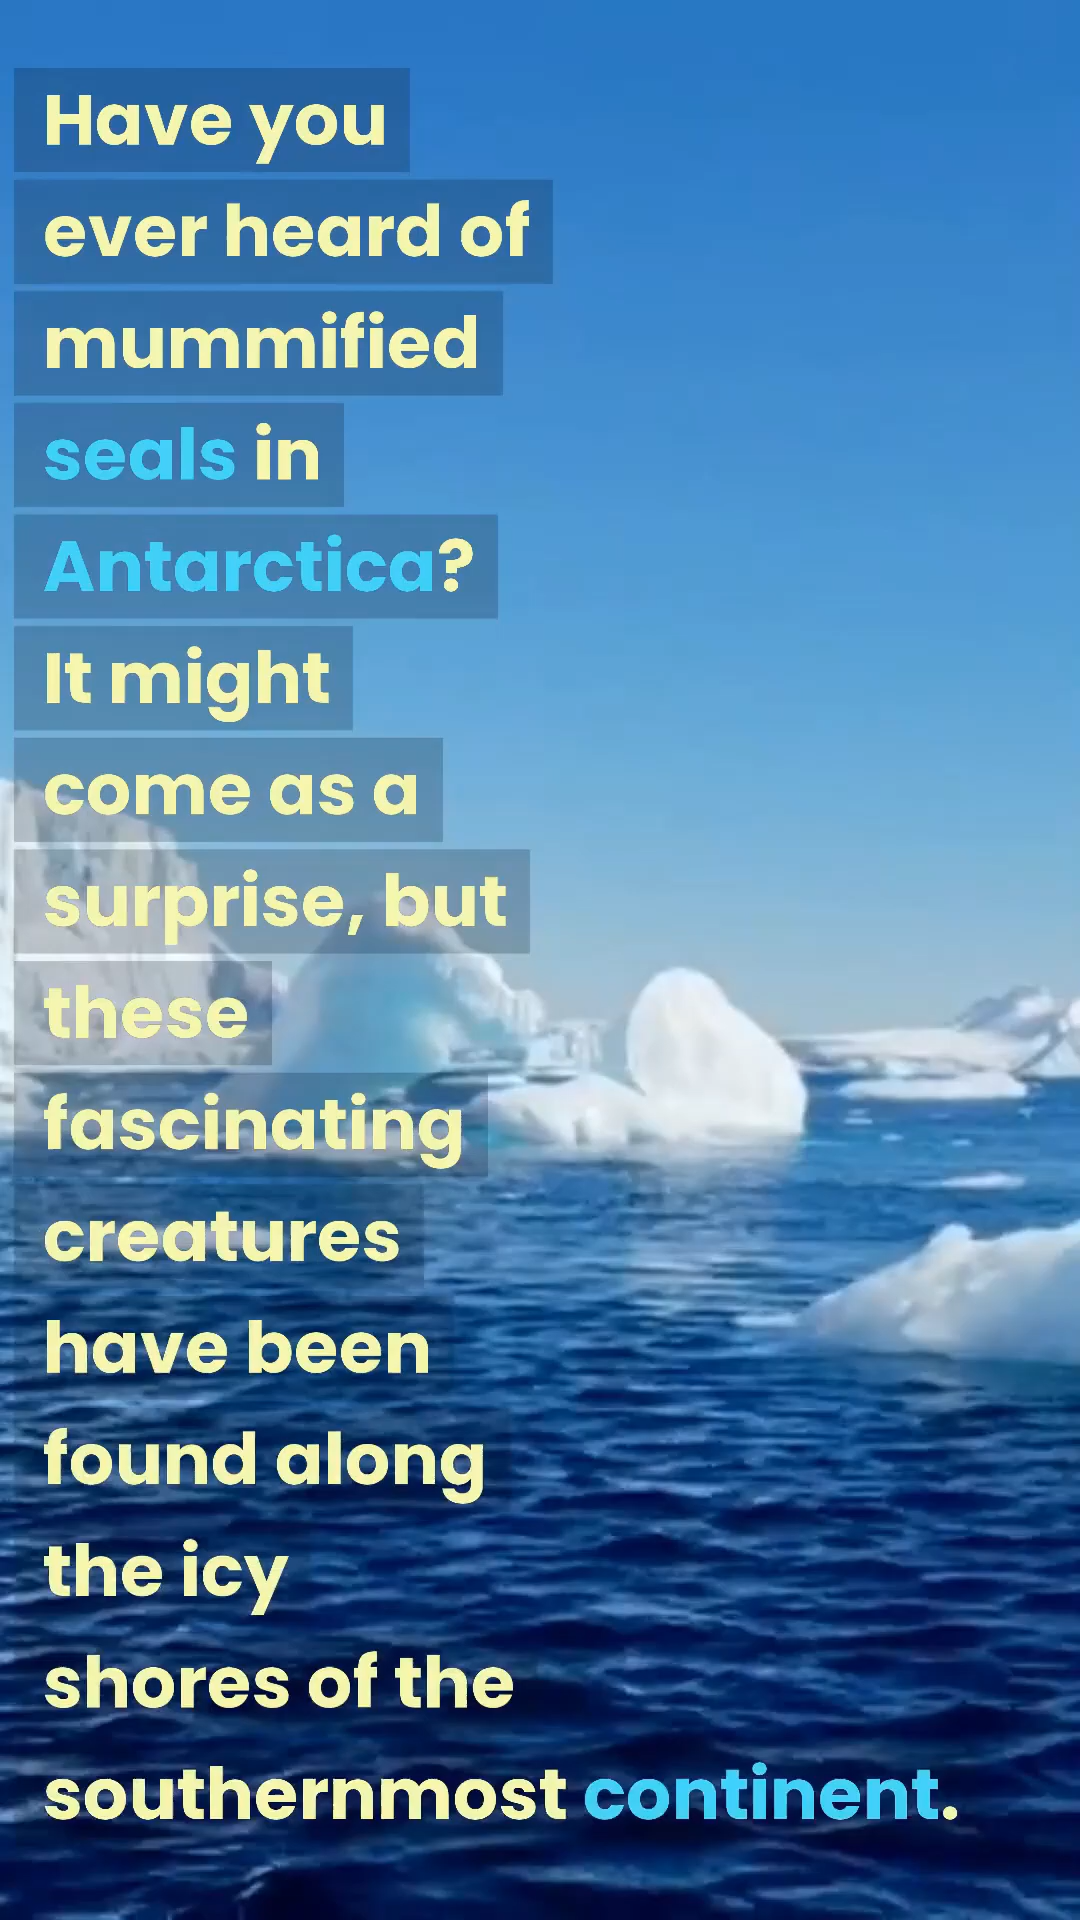 Have you
ever heard of
mummified
seals in
Antarctica?
It might
come as a
surprise, but
these
fascinating
creatures
have been
found along
the icy
shores of the
southernmost continent.